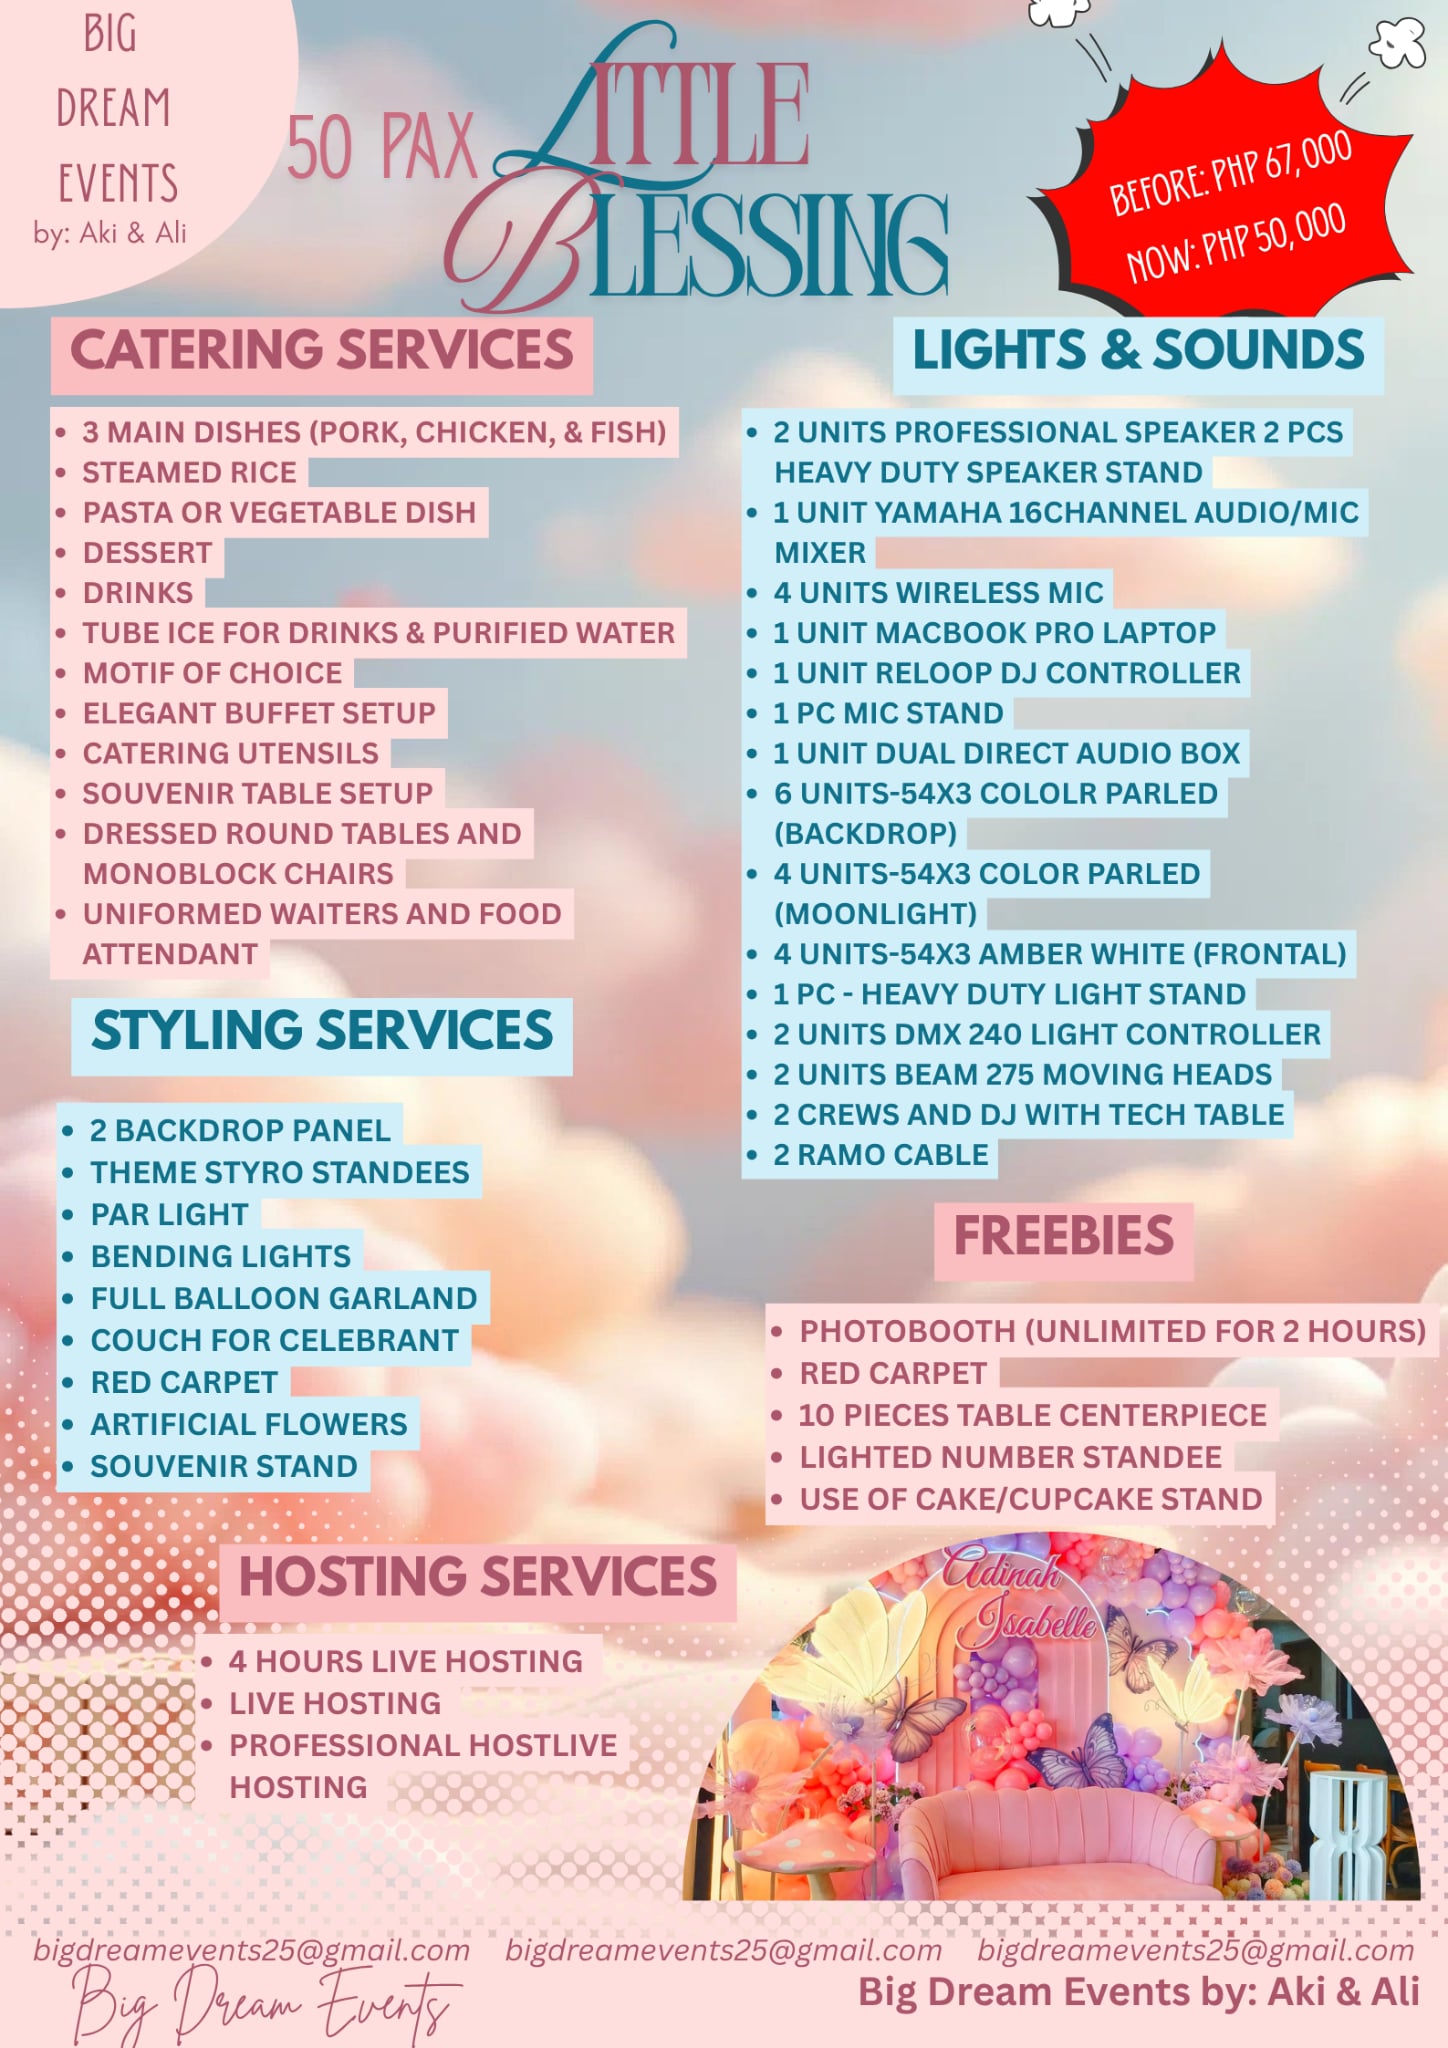 BIG
DREAM
EVENTS
by: Aki & Ali
50 PAX
LITTLE
BLESSING
BEFORE: PHP 67,000
NOW: PHP 50,000
CATERING SERVICES
• 3 MAIN DISHES (PORK, CHICKEN, & FISH)
• STEAMED RICE
• PASTA OR VEGETABLE DISH
• DESSERT
• DRINKS
• TUBE ICE FOR DRINKS & PURIFIED WATER
• MOTIF OF CHOICE
• ELEGANT BUFFET SETUP
• CATERING UTENSILS
• SOUVENIR TABLE SETUP
• DRESSED ROUND TABLES AND
MONOBLOCK CHAIRS
• UNIFORMED WAITERS AND FOOD
ATTENDANT
STYLING SERVICES
• 2 BACKDROP PANEL
• THEME STYRO STANDEES
• PAR LIGHT
• BENDING LIGHTS
• FULL BALLOON GARLAND
• COUCH FOR CELEBRANT
• RED CARPET
• ARTIFICIAL FLOWERS
• SOUVENIR STAND
HOSTING SERVICES
• 4 HOURS LIVE HOSTING
• LIVE HOSTING
• PROFESSIONAL HOSTLIVE
HOSTING
LIGHTS & SOUNDS
• 2 UNITS PROFESSIONAL SPEAKER 2 PCS
HEAVY DUTY SPEAKER STAND
• 1 UNIT YAMAHA 16CHANNEL AUDIO/MIC
MIXER
• 4 UNITS WIRELESS MIC
• 1 UNIT MACBOOK PRO LAPTOP
• 1 UNIT RELOOP DJ CONTROLLER
• 1 PC MIC STAND
• 1 UNIT DUAL DIRECT AUDIO BOX
• 6 UNITS-54X3 COLOLR PARLED
(BACKDROP)
• 4 UNITS-54X3 COLOR PARLED
(MOONLIGHT)
• 4 UNITS-54X3 AMBER WHITE (FRONTAL)
• 1 PC - HEAVY DUTY LIGHT STAND
• 2 UNITS DMX 240 LIGHT CONTROLLER
• 2 UNITS BEAM 275 MOVING HEADS
• 2 CREWS AND DJ WITH TECH TABLE
• 2 RAMO CABLE
FREEBIES
• PHOTOBOOTH (UNLIMITED FOR 2 HOURS)
• RED CARPET
• 10 PIECES TABLE CENTERPIECE
• LIGHTED NUMBER STANDEE
• USE OF CAKE/CUPCAKE STAND
Adinah
Isabelle
bigdreamevents25@gmail.com bigdreamevents25@gmail.com bigdreamevents25@gmail.com
Big Dream Events
Big Dream Events by: Aki & Ali